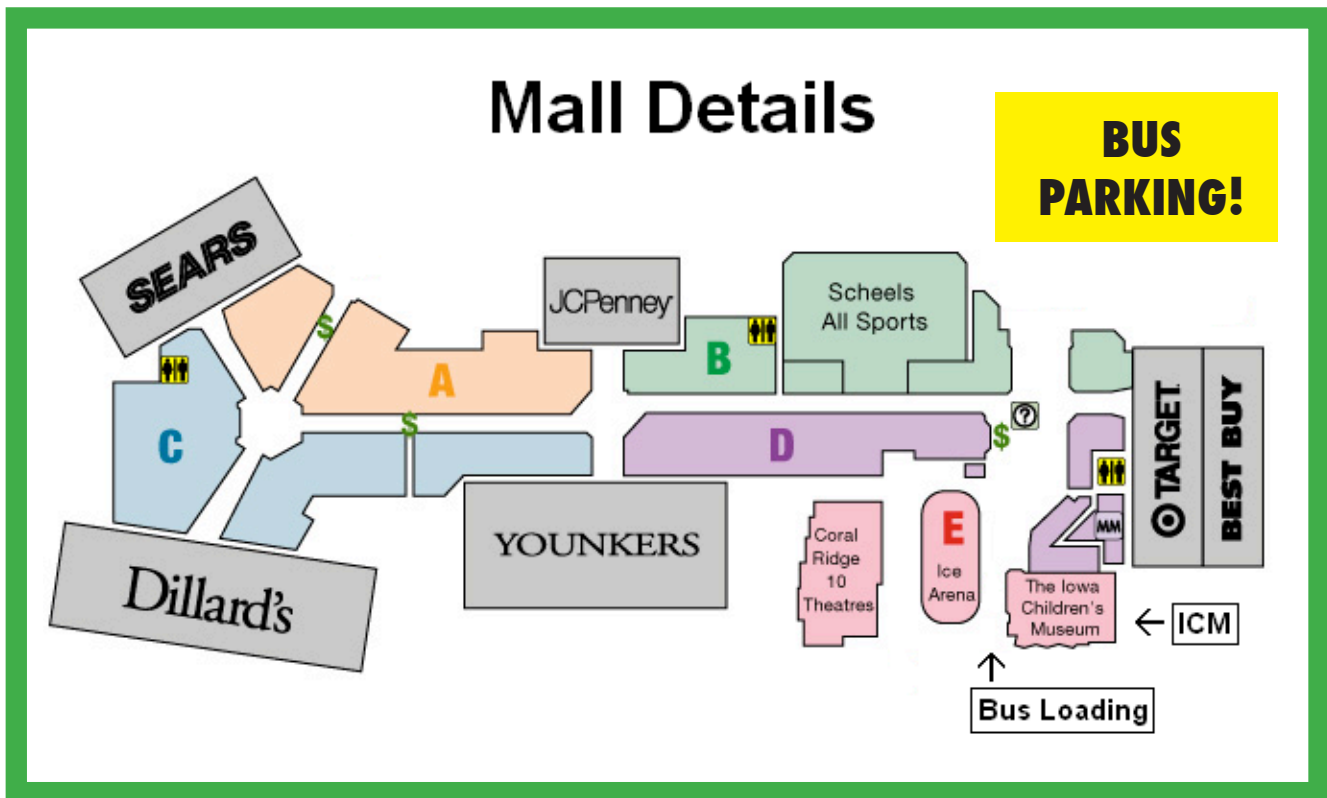 Mall Details
BUS
PARKING!
SEARS
$
A
JCPenney
B
Scheels
All Sports
C
$
D
$
?
TARGET
BEST BUY
MM
YOUNKERS
Dillard's
Coral
Ridge
10
Theatres
E
Ice
Arena
The Iowa
Children's
Museum
ICM
Bus Loading